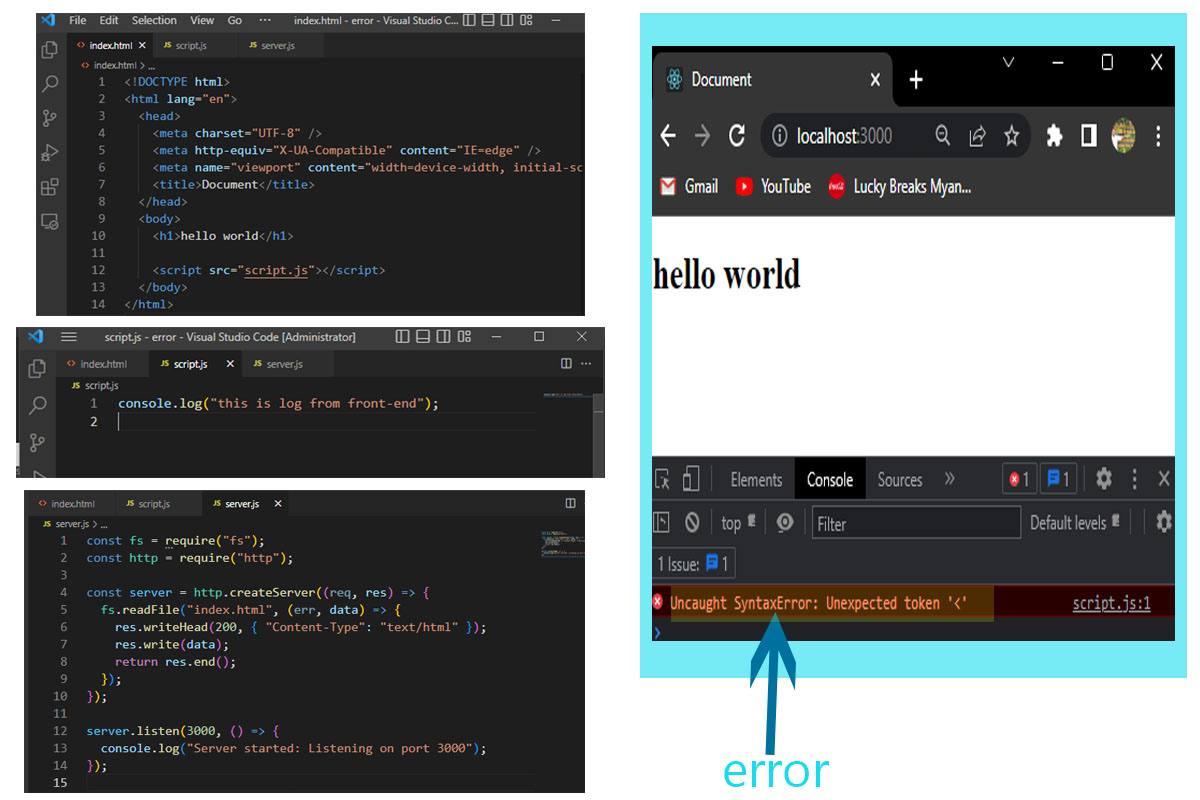 File Edit Selection View Go ··· index.html - error - Visual Studio C...
index.html JS script.js JS server.js
index.html > ...
1 <!DOCTYPE html>
2 <html lang="en">
3 <head>
4 <meta charset="UTF-8" />
5 <meta http-equiv="X-UA-Compatible" content="IE=edge" />
6 <meta name="viewport" content="width=device-width, initial-sc
7 <title>Document</title>
8 </head>
9 <body>
10 <h1>hello world</h1>
11
12 <script src="script.js"></script>
13 </body>
14 </html>
script.js - error - Visual Studio Code [Administrator]
index.html JS script.js JS server.js
JS script.js
1 console.log("this is log from front-end");
2
index.html JS script.js JS server.js
JS server.js > ...
1 const fs = require("fs");
2 const http = require("http");
3
4 const server = http.createServer((req, res) => {
5 fs.readFile("index.html", (err, data) => {
6 res.writeHead(200, { "Content-Type": "text/html" });
7 res.write(data);
8 return res.end();
9 });
10 });
11
12 server.listen(3000, () => {
13 console.log("Server started: Listening on port 3000");
14 });
15
Document
localhost:3000
Gmail YouTube Lucky Breaks Myan...
hello world
Elements Console Sources 1 1
top Filter Default levels
1 Issue: 1
Uncaught SyntaxError: Unexpected token '<' script.js:1
error